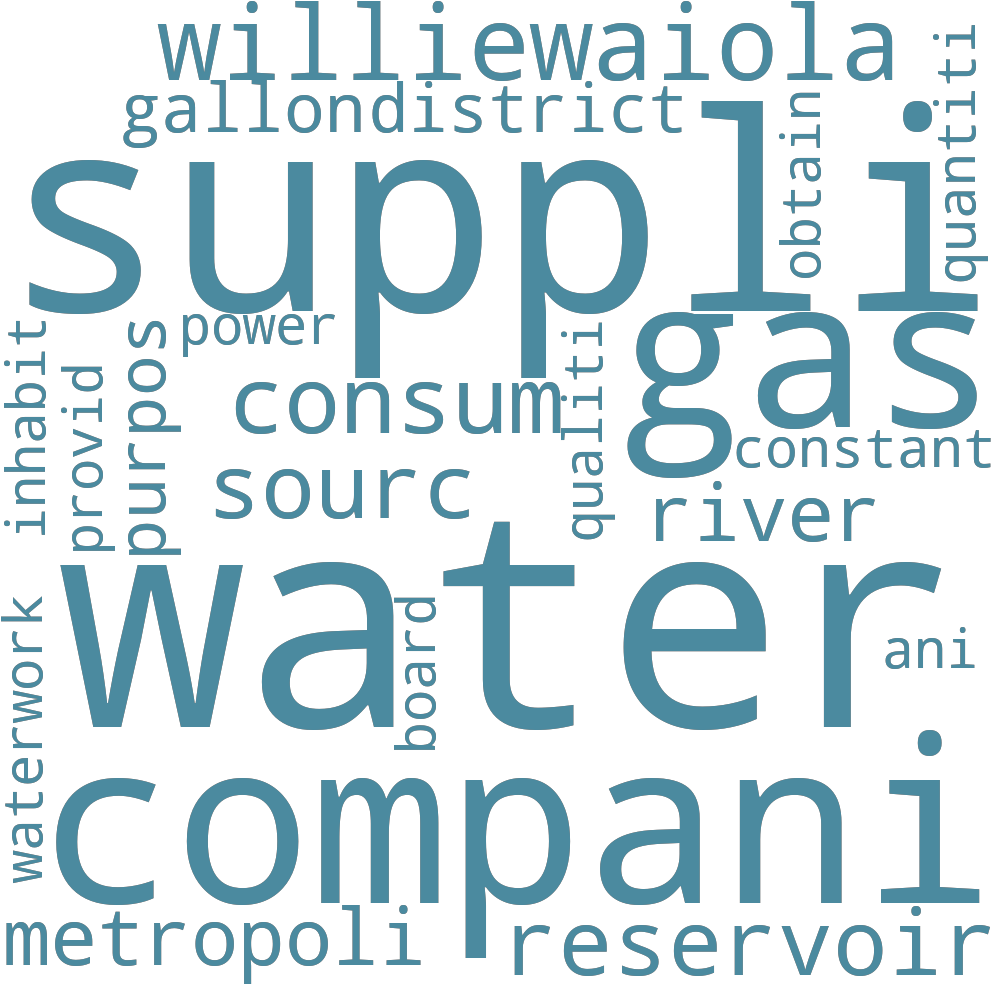 williewaiola
gallondistrict
obtain
quantiti
suppli
power
gas
inhabit
provid
purpos
consum
qualiti
constant
sourc
river
water
waterwork
board
ani
compani
metropoli
reservoir